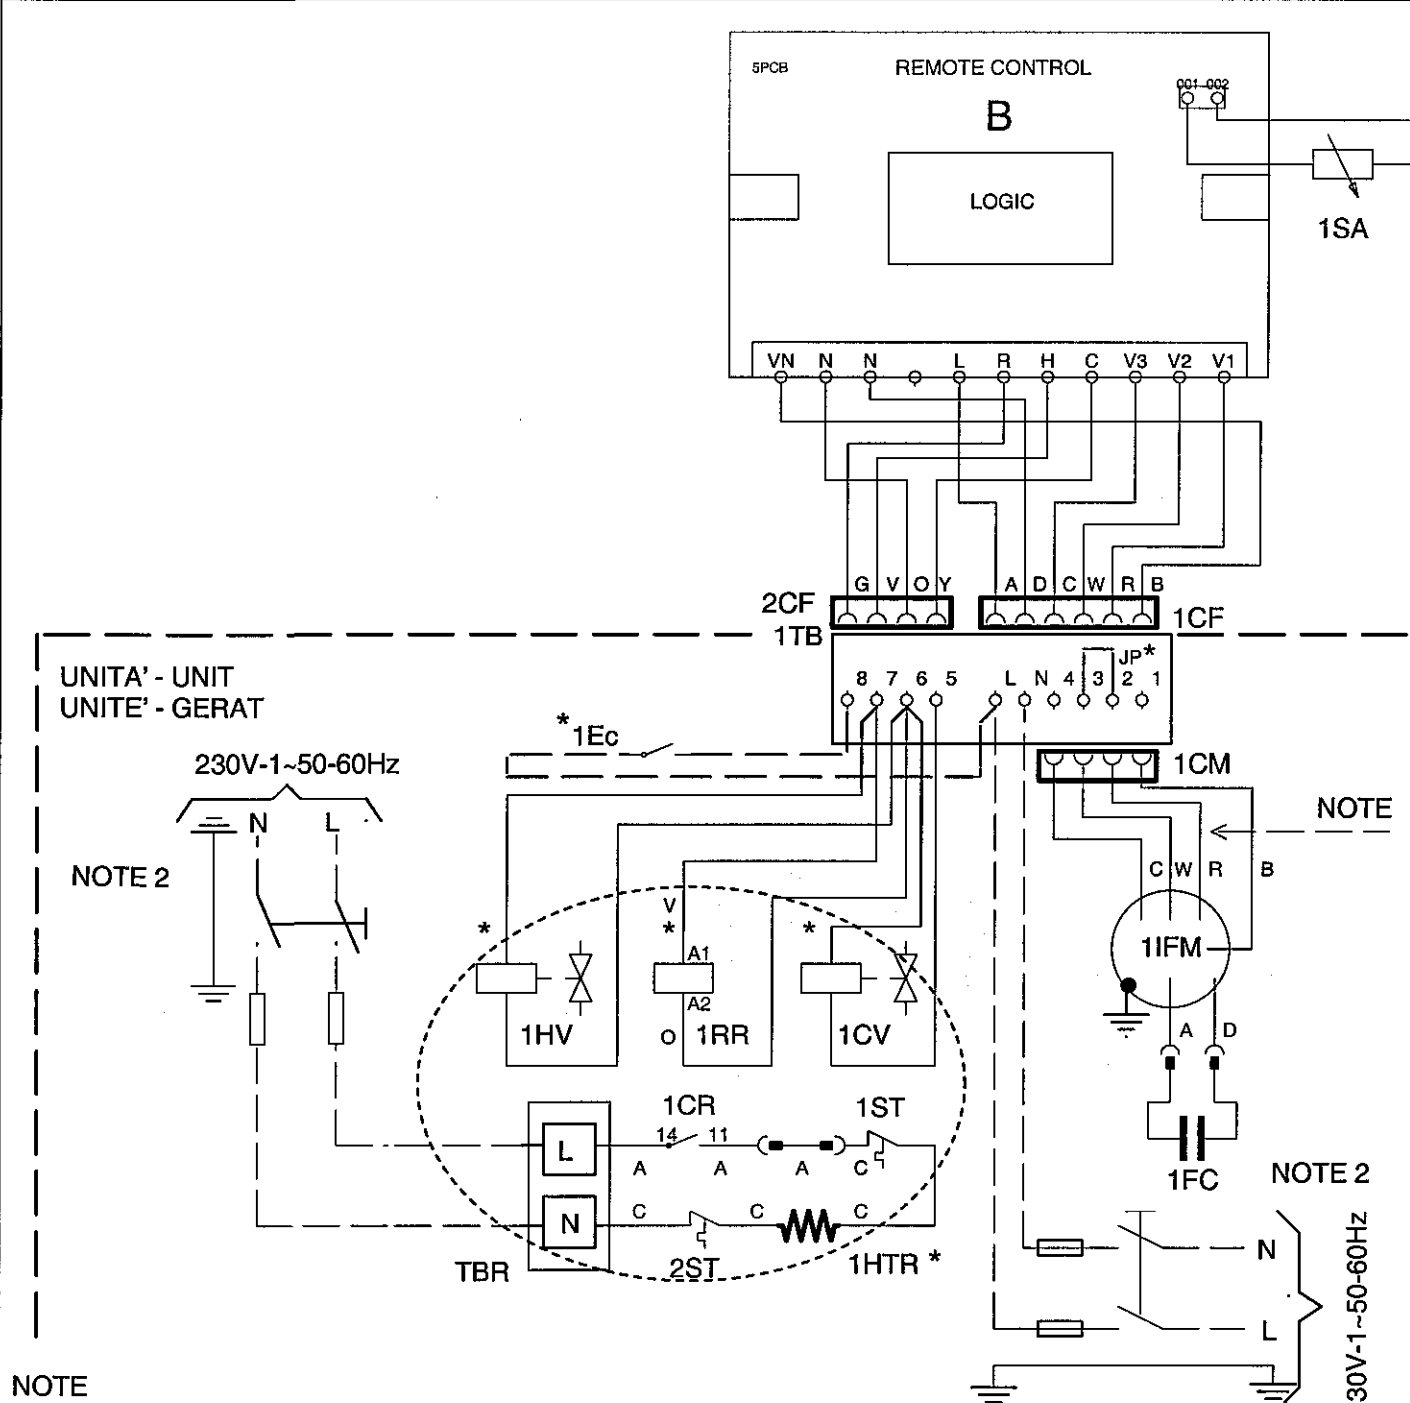 5PCB
REMOTE CONTROL
001-002
B
LOGIC
1SA
VN N N L R H C V3 V2 V1
G V O Y A D C W R B
2CF
1CF
1TB
UNITA' - UNIT
UNITE' - GERAT
JP*
8 7 6 5 L N 4 3 2 1
* 1Ec
230V-1~50-60Hz
1CM
N L
NOTE
NOTE 2
C W R B
V
* * *
A1
1IFM
A2
1HV
O 1RR
1CV
A D
1CR
1ST
14 11
L
A A A C
1FC
NOTE 2
N
C C C
TBR
2ST
1HTR *
N
L
30V-1~50-60Hz
NOTE